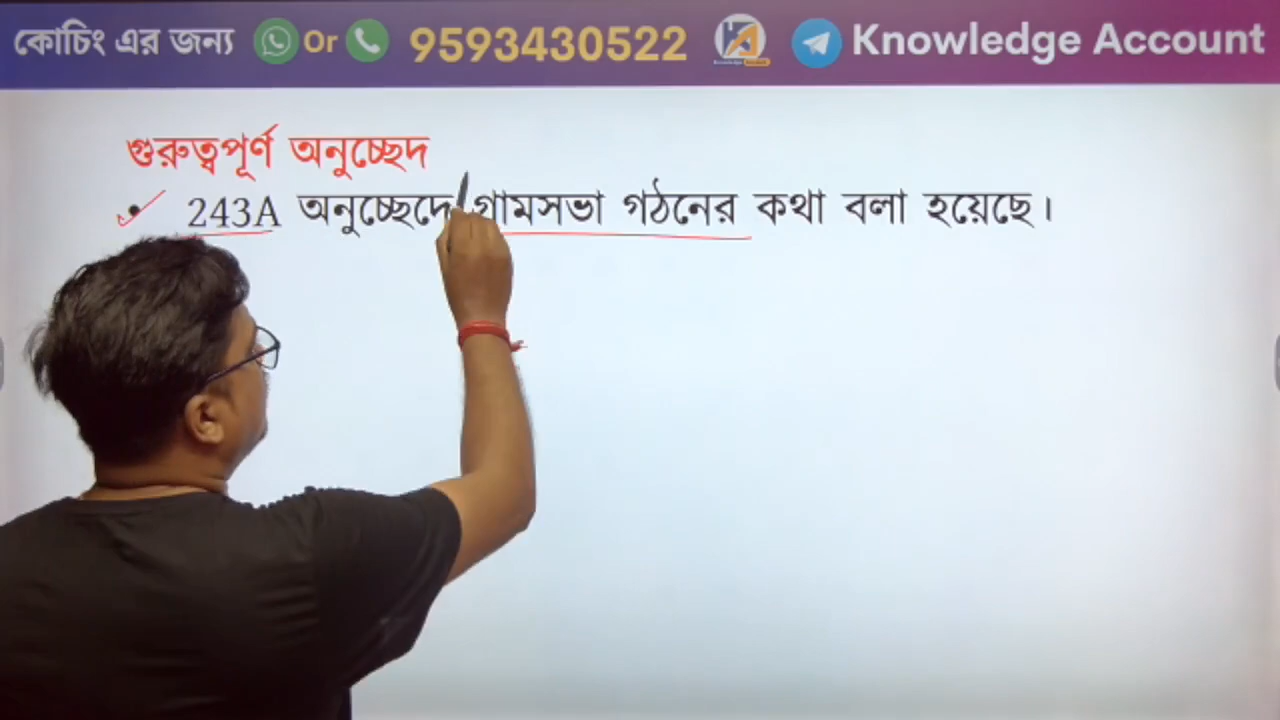 কোচিং এর জন্য Or 9593430522 Knowledge Account
গুরুত্বপূর্ণ অনুচ্ছেদ
• 243A অনুচ্ছেদে গ্রামসভা গঠনের কথা বলা হয়েছে।